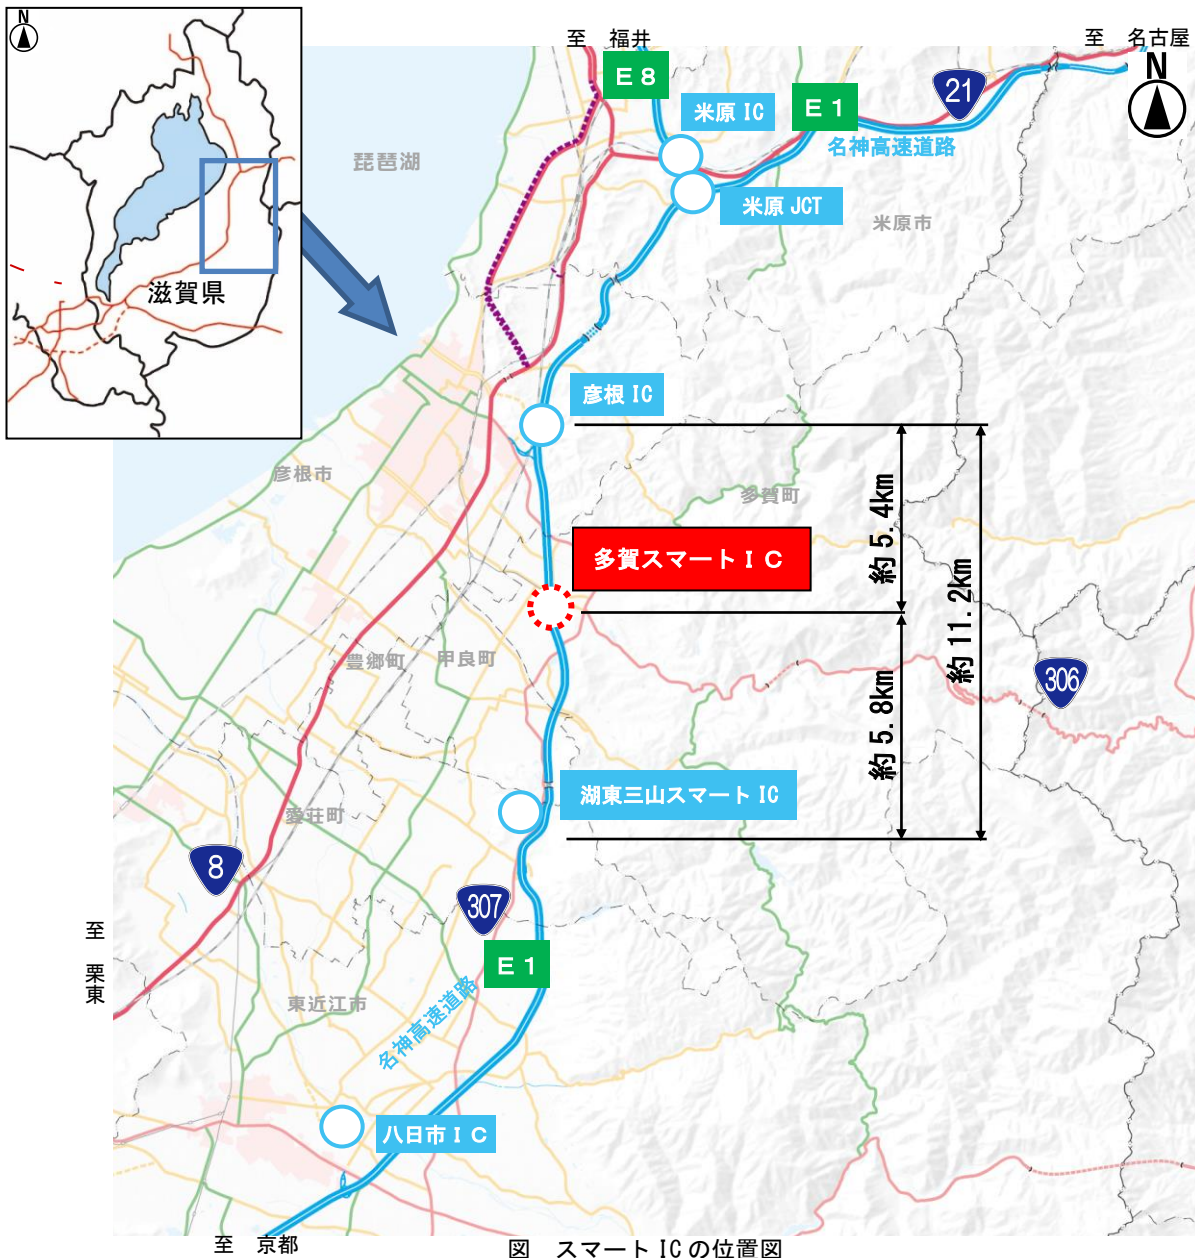 N
滋賀県
至 福井
至 名古屋
N
E8
米原 IC
E1
21
名神高速道路
琵琶湖
米原 JCT
米原市
彦根 IC
彦根市
多賀町
約 5.4km
多賀スマートＩＣ
約 11.2km
豊郷町
甲良町
306
約 5.8km
湖東三山スマート IC
愛荘町
8
307
至 栗東
E1
東近江市
名神高速道路
八日市ＩＣ
至 京都
図 スマート IC の位置図